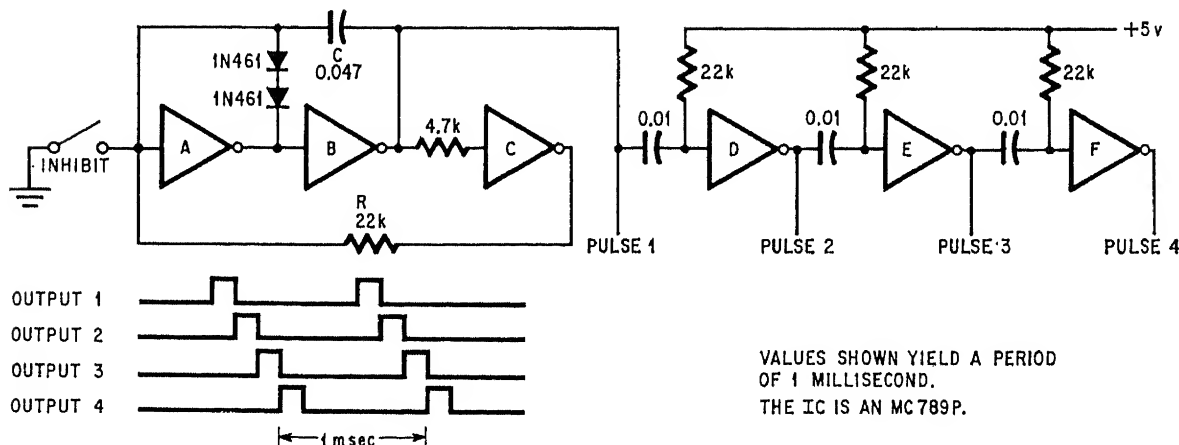 +5v
1N461
C
0.047
22k
22k
22k
1N461
4.7k
0.01
0.01
0.01
A
B
C
D
E
F
INHIBIT
R
22k
PULSE 1
PULSE 2
PULSE 3
PULSE 4
OUTPUT 1
OUTPUT 2
OUTPUT 3
OUTPUT 4
1 msec
VALUES SHOWN YIELD A PERIOD
OF 1 MILLISECOND.
THE IC IS AN MC789P.